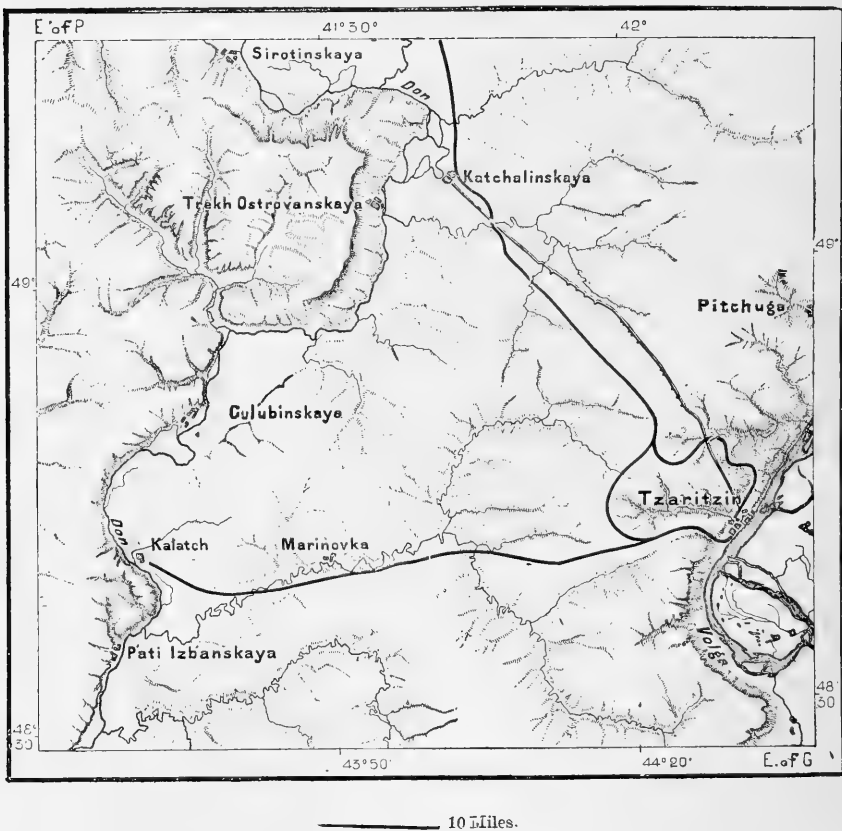 E. of P
41°30'
42°
Sirotinskaya
Don
Katchalinskaya
Trekh Ostrovanskaya
49°
49°
Pitchuga
Gulubinskaya
Tzaritzin
Don
Kalatch
Marinovka
Pati Izbanskaya
Volga
48°
30'
48°
30'
43°50'
44°20'
E. of G
10 Miles.